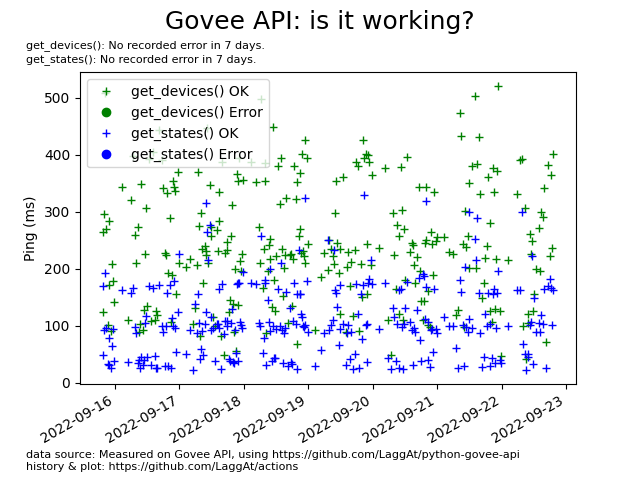 Govee API: is it working?
get_devices(): No recorded error in 7 days.
get_states(): No recorded error in 7 days.
get_devices() OK
get_devices() Error
get_states() OK
get_states() Error
Ping (ms)
500
400
300
200
100
0
2022-09-16
2022-09-17
2022-09-18
2022-09-19
2022-09-20
2022-09-21
2022-09-22
2022-09-23
data source: Measured on Govee API, using https://github.com/LaggAt/python-govee-api
history & plot: https://github.com/LaggAt/actions